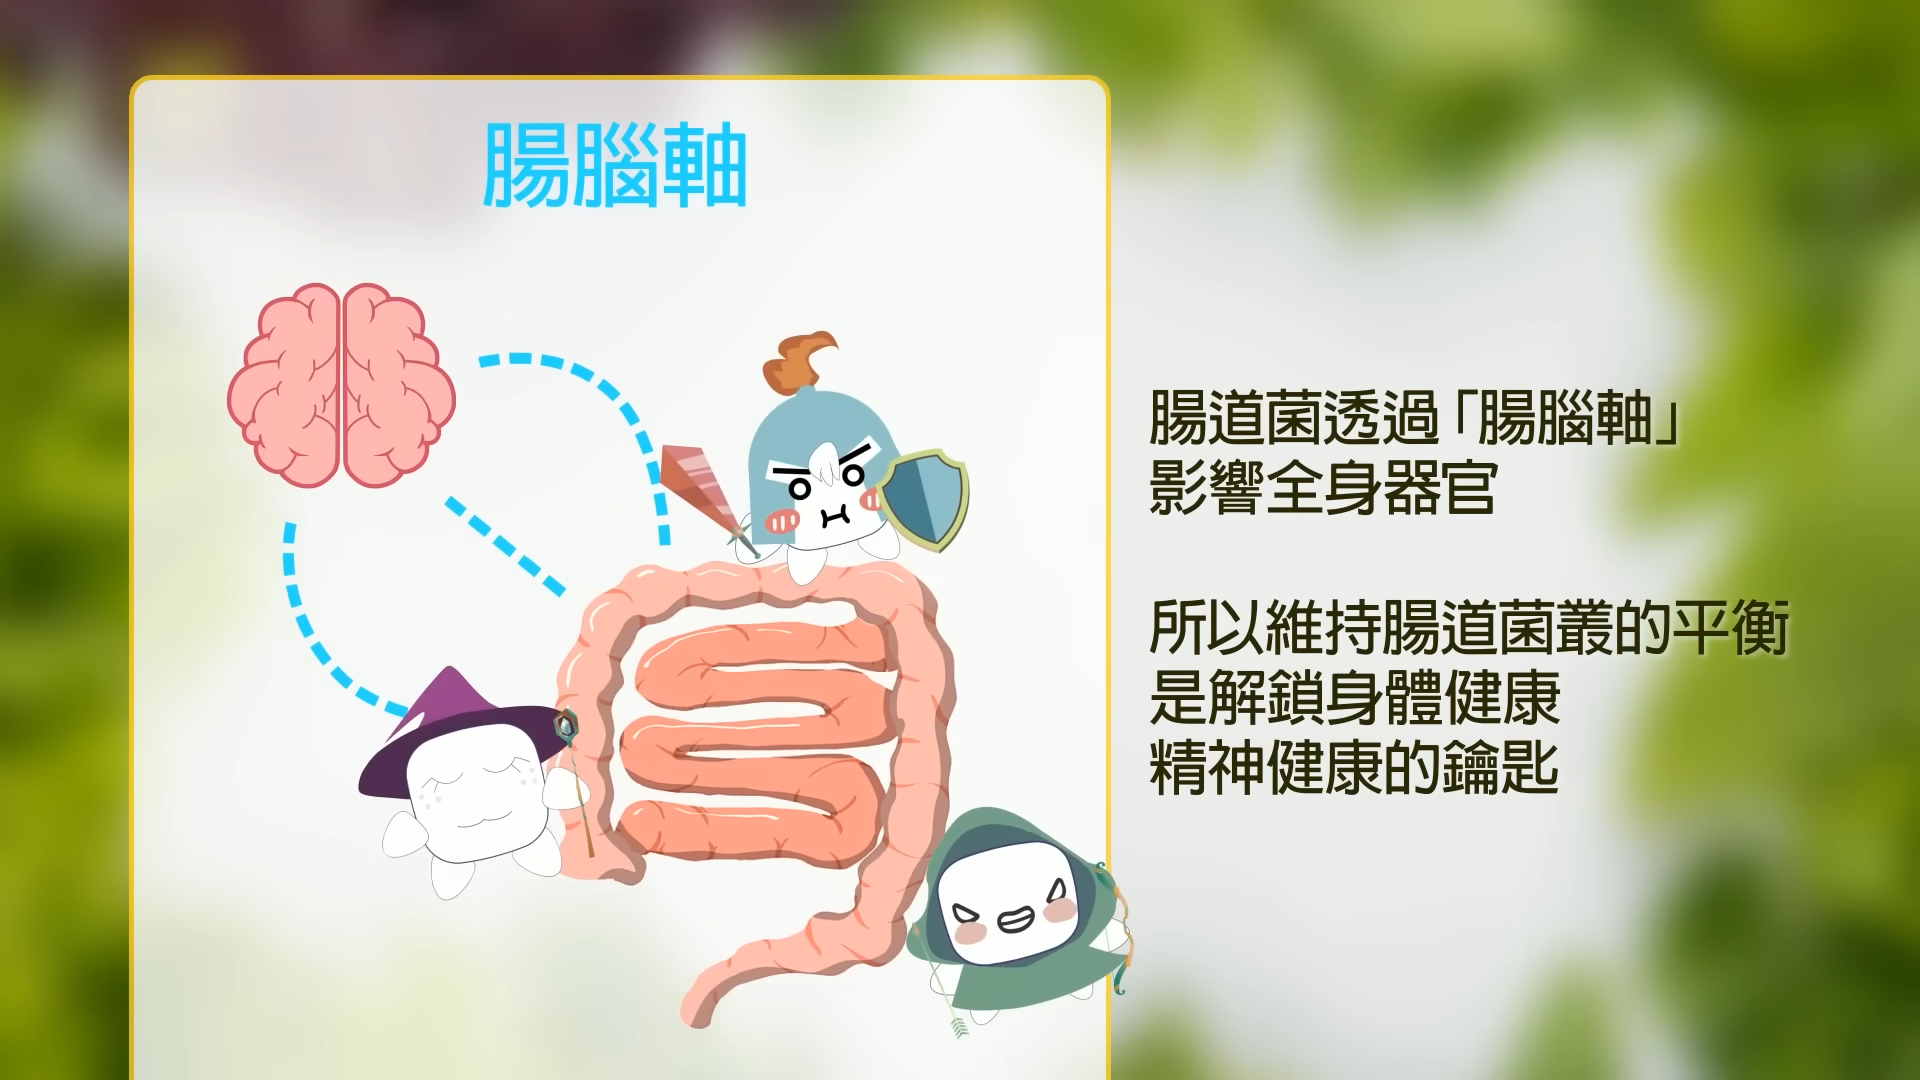 腸腦軸
腸道菌透過「腸腦軸」
影響全身器官
所以維持腸道菌叢的平衡
是解鎖身體健康
精神健康的鑰匙